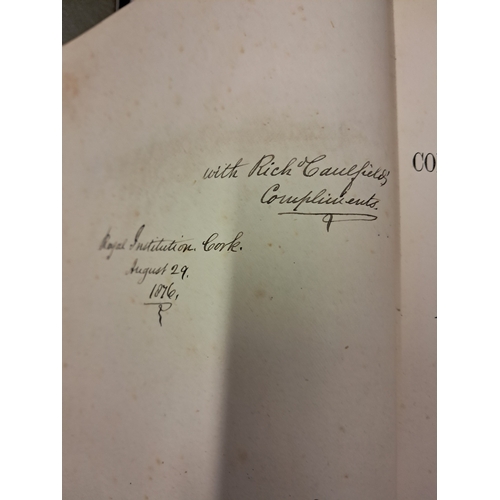 with Richd Caulfield's
Compliments.
Royal Institution. Cork.
August 29.
1876.
CO